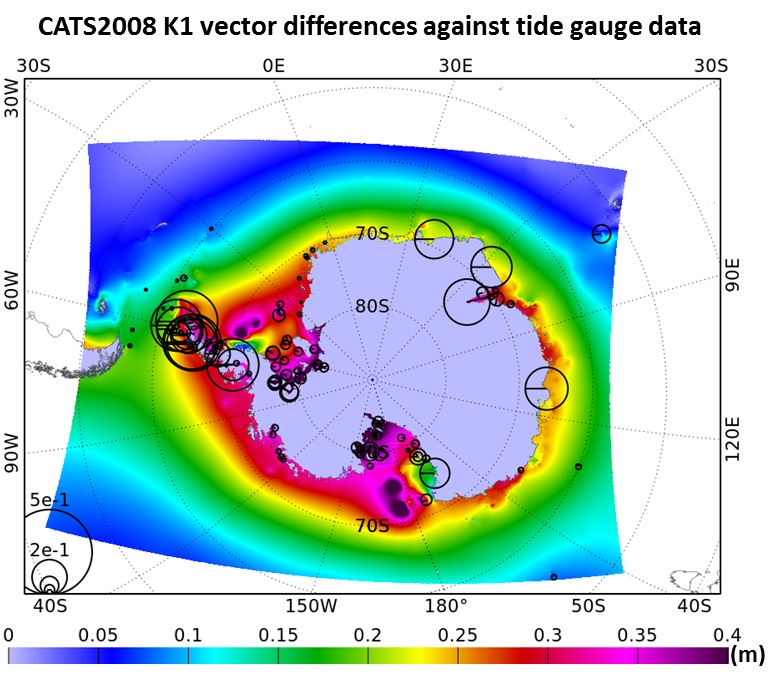 CATS2008 K1 vector differences against tide gauge data
30S 0E 30E 30S
30W
70S
90E
60W
80S
120E
90W
80S
5e-1
70S
2e-1
40S 150W 180° 50S 40S
0 0.05 0.1 0.15 0.2 0.25 0.3 0.35 0.4
(m)